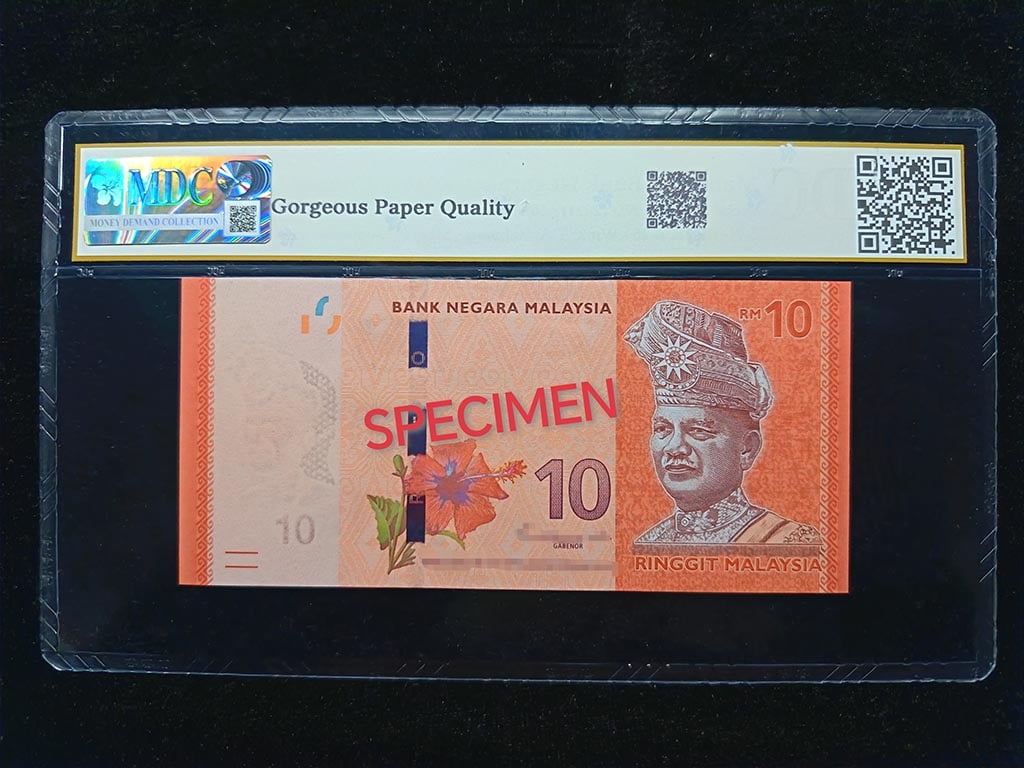 MDC
MONEY DEMAND COLLECTION
Gorgeous Paper Quality
BANK NEGARA MALAYSIA
RM 10
SPECIMEN
10
10
GABENOR
RINGGIT MALAYSIA